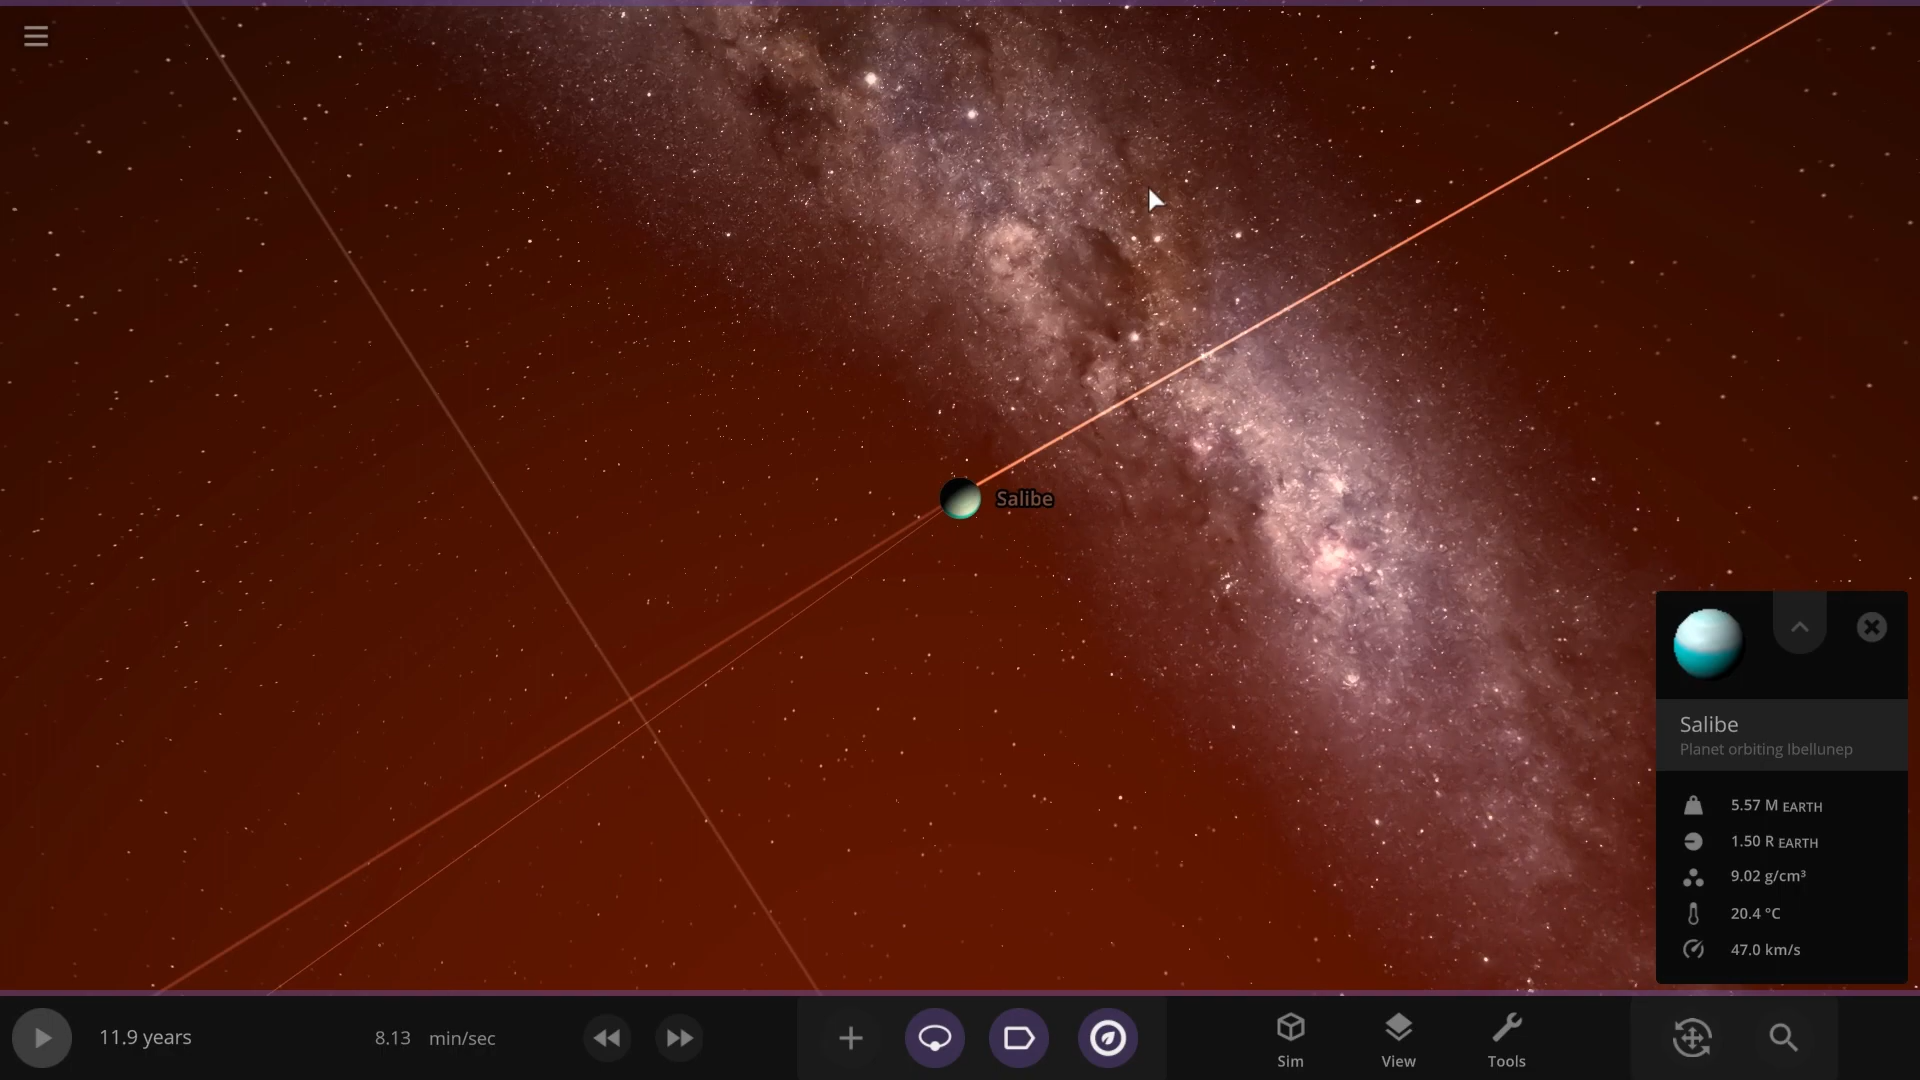 Salibe
Salibe
Planet orbiting Ibellunep
5.57 M EARTH
1.50 R EARTH
9.02 g/cm³
20.4 °C
47.0 km/s
11.9 years
8.13 min/sec
Sim
View
Tools